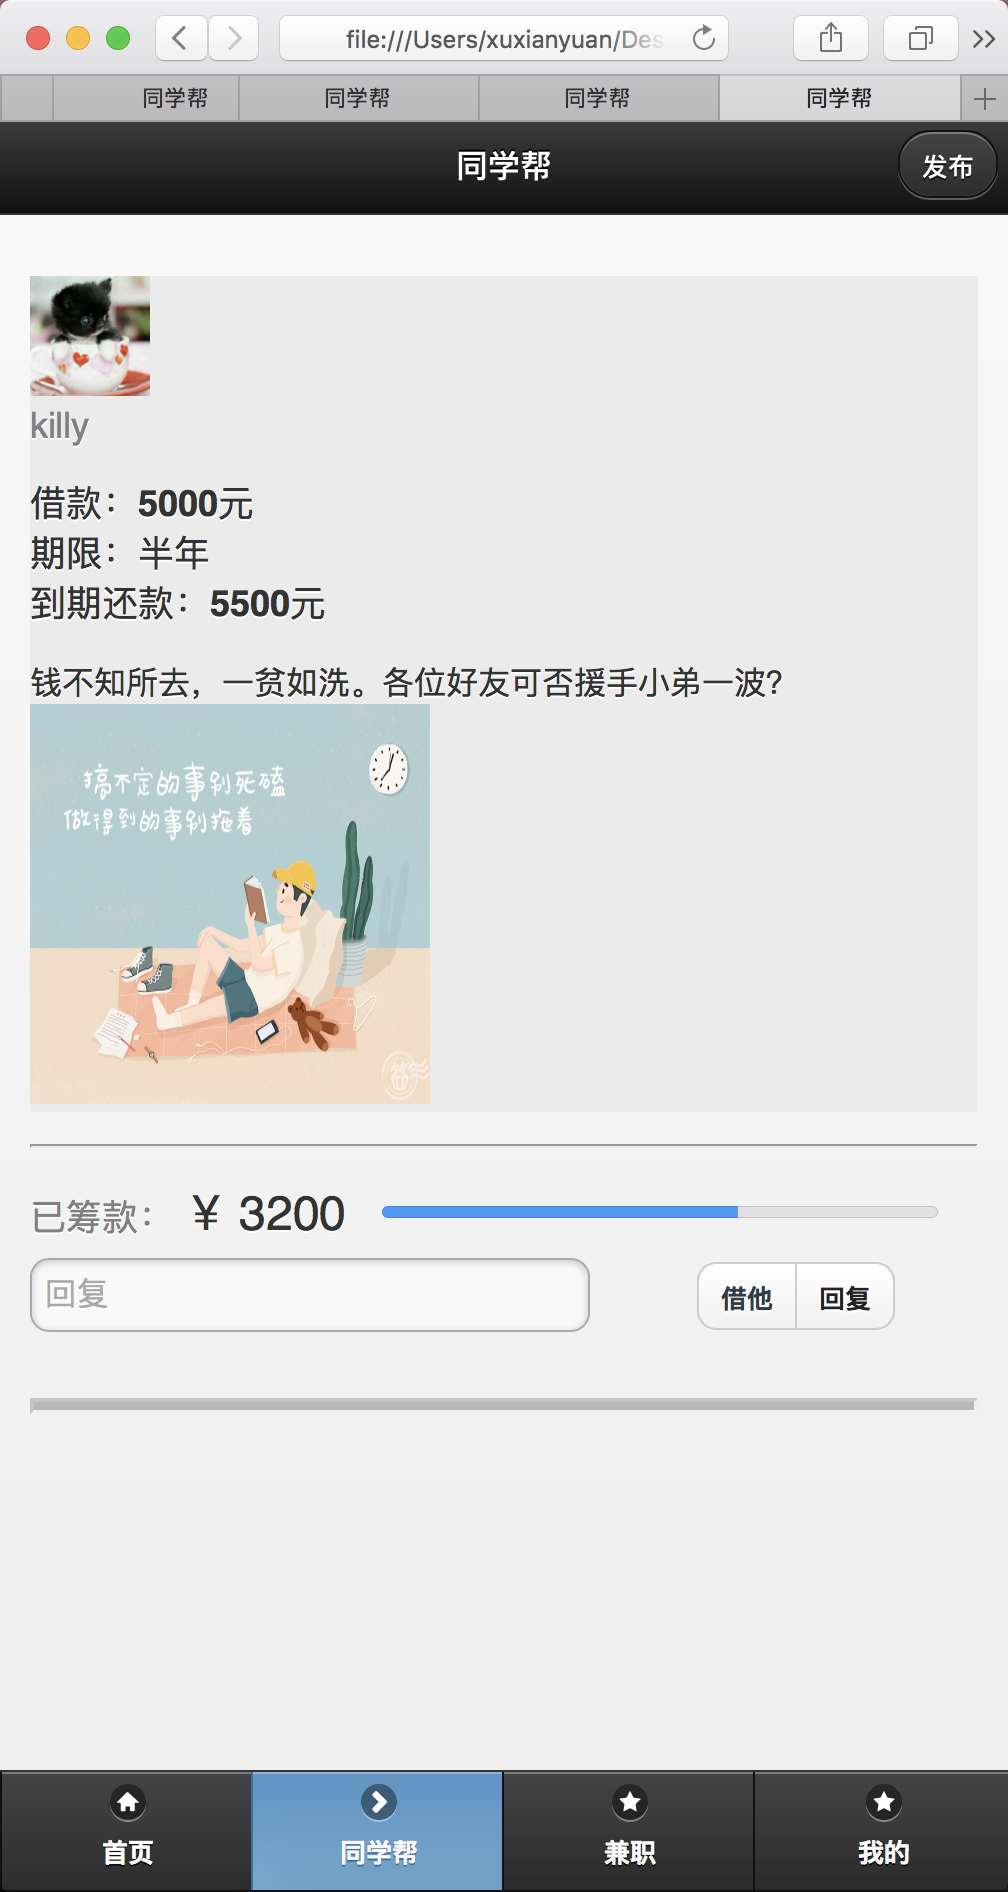 file:///Users/xuxianyuan/Des
同学帮
同学帮
同学帮
同学帮
同学帮
发布
killy
借款：5000元
期限：半年
到期还款：5500元
钱不知所去，一贫如洗。各位好友可否援手小弟一波?
搞不定的事别死磕
做得到的事别拖着
已筹款： ￥ 3200
回复
借他
回复
首页
同学帮
兼职
我的